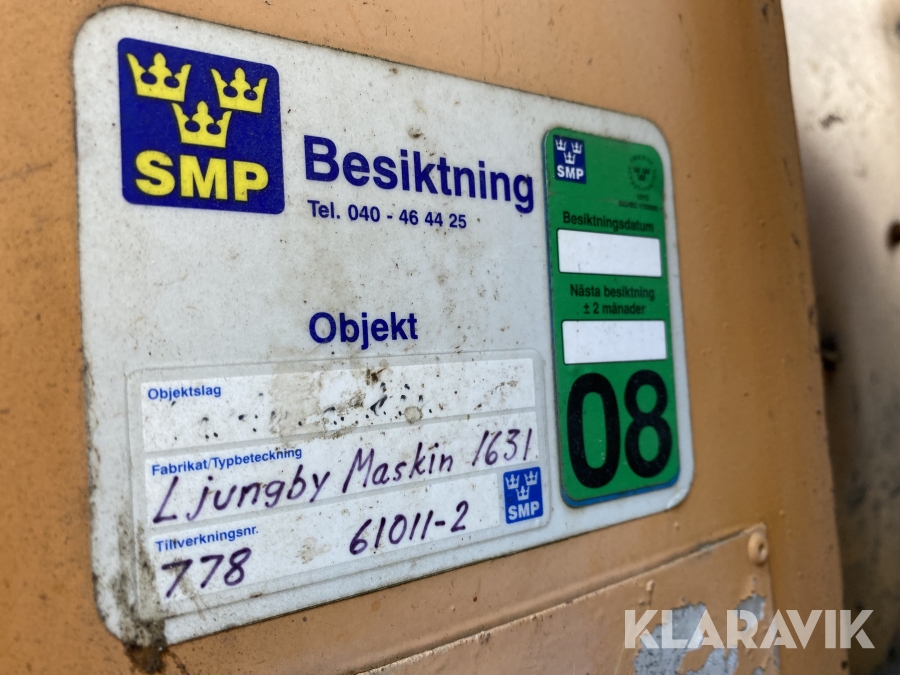 SMP
Besiktning
Tel. 040 - 46 44 25
Objekt
Objektslag
Fabrikat/Typbeteckning
Ljungby Maskin 1631
Tillverkningsnr.
778 61011-2
SMP
SMP
Besiktningsdatum
Nästa besiktning
± 2 månader
08
KLARAVIK